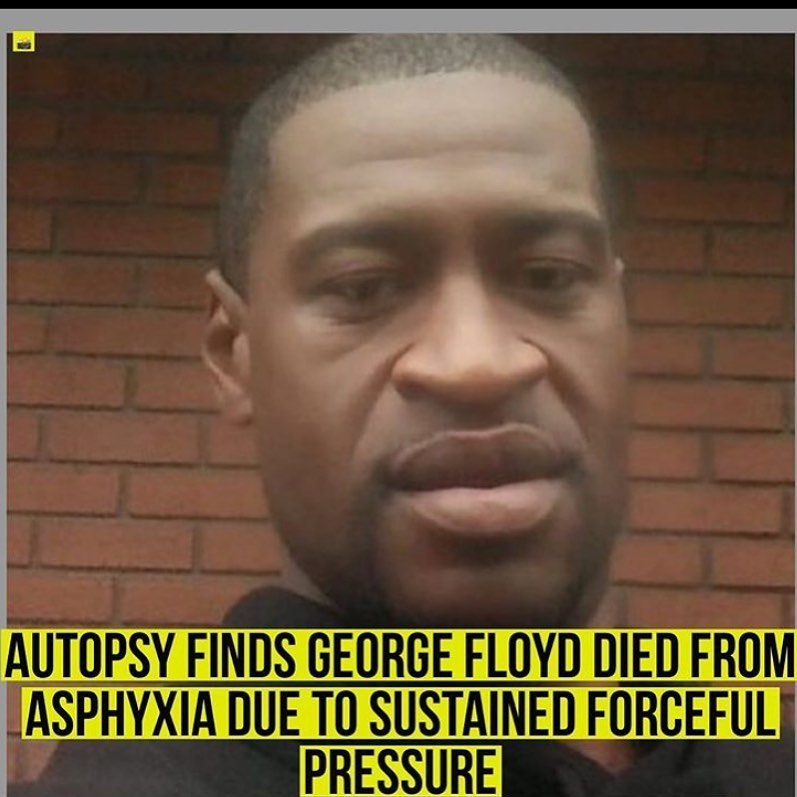 AUTOPSY FINDS GEORGE FLOYD DIED FROM
ASPHYXIA DUE TO SUSTAINED FORCEFUL
PRESSURE